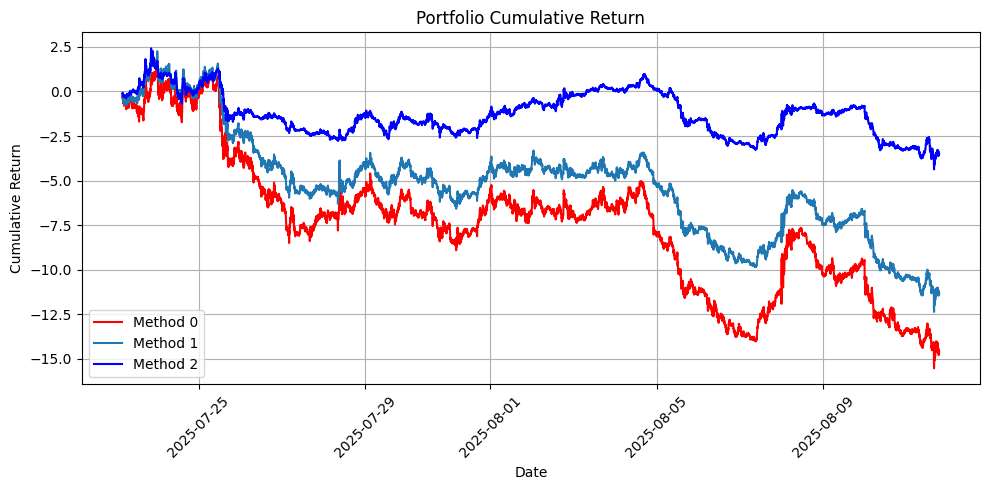 Portfolio Cumulative Return
Cumulative Return
2.5
0.0
−2.5
−5.0
−7.5
−10.0
−12.5
−15.0
Method 0
Method 1
Method 2
2025-07-25
2025-07-29
2025-08-01
2025-08-05
2025-08-09
Date